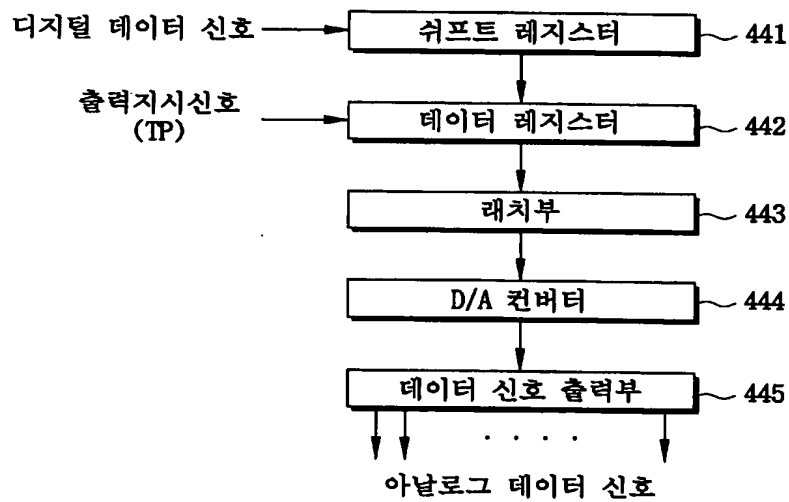 디지털 데이터 신호
쉬프트 레지스터
441
출력지시신호
(TP)
데이터 레지스터
442
래치부
443
D/A 컨버터
444
데이터 신호 출력부
445
아날로그 데이터 신호